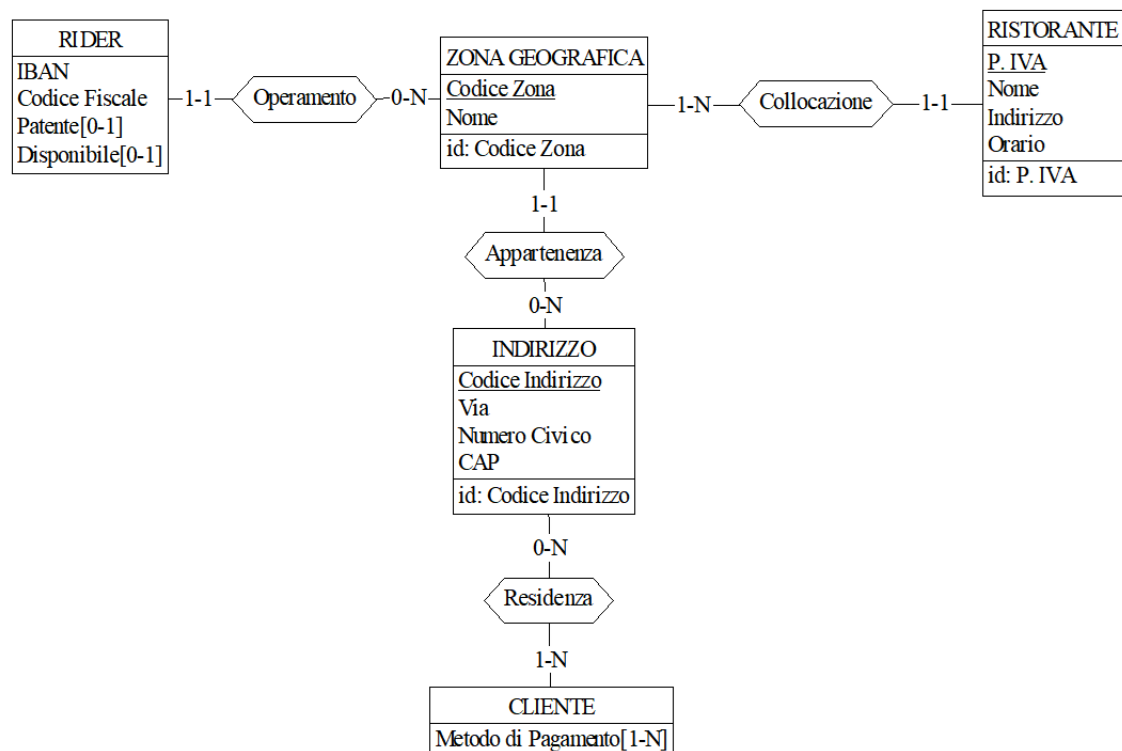 RIDER
IBAN
Codice Fiscale
Patente[0-1]
Disponibile[0-1]
1-1
Operamento
0-N
ZONA GEOGRAFICA
Codice Zona
Nome
id: Codice Zona
1-N
Collocazione
1-1
RISTORANTE
P. IVA
Nome
Indirizzo
Orario
id: P. IVA
1-1
Appartenenza
0-N
INDIRIZZO
Codice Indirizzo
Via
Numero Civico
CAP
id: Codice Indirizzo
0-N
Residenza
1-N
CLIENTE
Metodo di Pagamento[1-N]